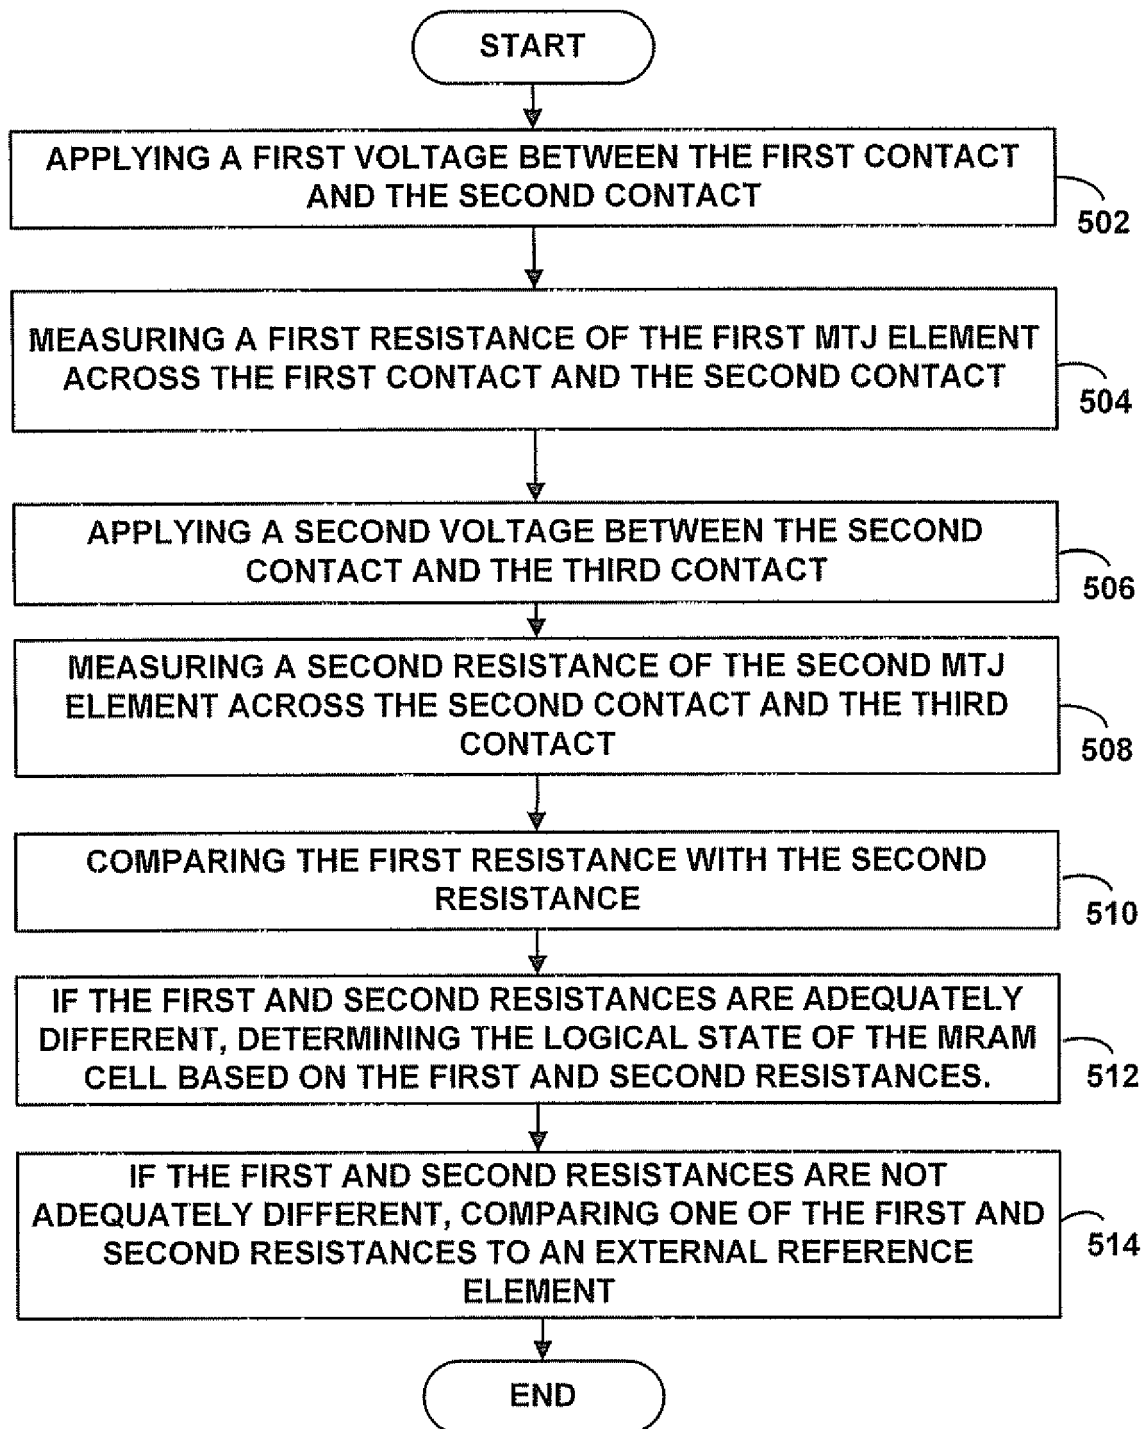 START
APPLYING A FIRST VOLTAGE BETWEEN THE FIRST CONTACT
AND THE SECOND CONTACT
502
MEASURING A FIRST RESISTANCE OF THE FIRST MTJ ELEMENT
ACROSS THE FIRST CONTACT AND THE SECOND CONTACT
504
APPLYING A SECOND VOLTAGE BETWEEN THE SECOND
CONTACT AND THE THIRD CONTACT
506
MEASURING A SECOND RESISTANCE OF THE SECOND MTJ
ELEMENT ACROSS THE SECOND CONTACT AND THE THIRD
CONTACT
508
COMPARING THE FIRST RESISTANCE WITH THE SECOND
RESISTANCE
510
IF THE FIRST AND SECOND RESISTANCES ARE ADEQUATELY
DIFFERENT, DETERMINING THE LOGICAL STATE OF THE MRAM
CELL BASED ON THE FIRST AND SECOND RESISTANCES.
512
IF THE FIRST AND SECOND RESISTANCES ARE NOT
ADEQUATELY DIFFERENT, COMPARING ONE OF THE FIRST AND
SECOND RESISTANCES TO AN EXTERNAL REFERENCE
ELEMENT
514
END